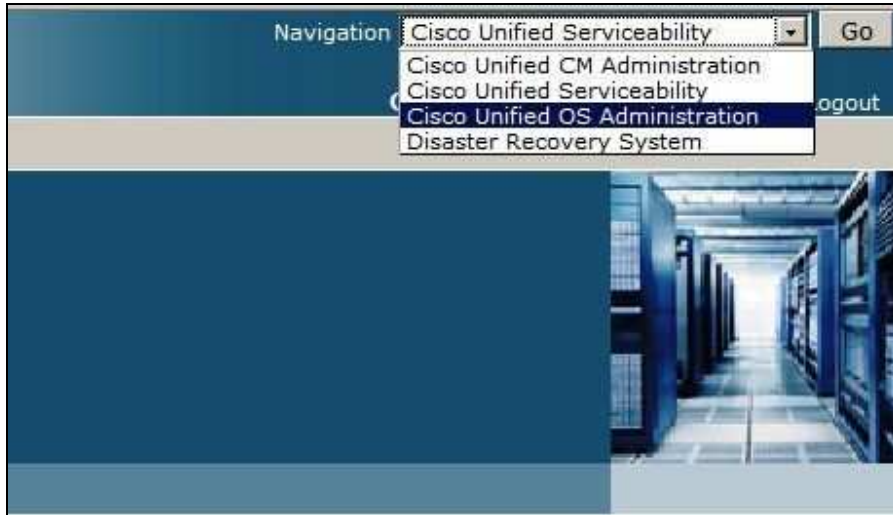 Navigation Cisco Unified Serviceability Go
Cisco Unified CM Administration
Cisco Unified Serviceability
Cisco Unified OS Administration
Disaster Recovery System
ogout